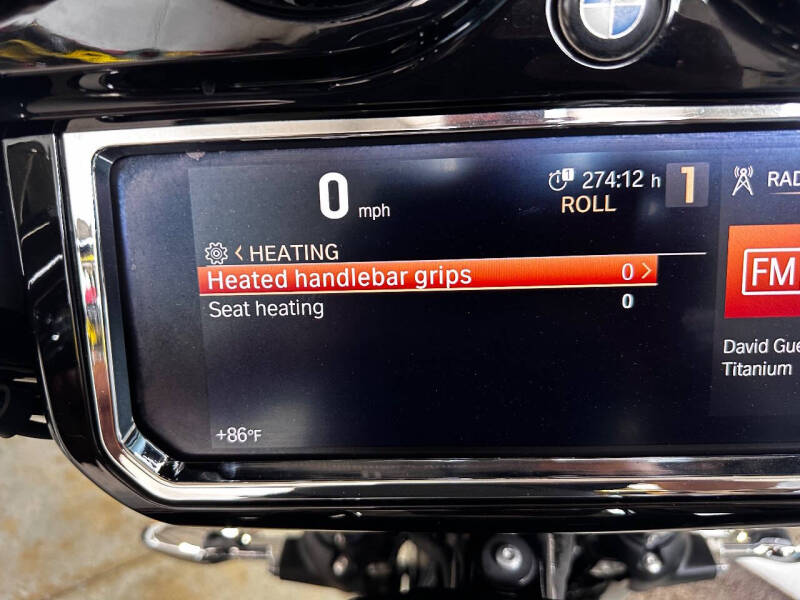 0 mph
1 274:12 h
ROLL
1
RAD
< HEATING
Heated handlebar grips 0 >
Seat heating 0
FM
David Gue
Titanium
+86°F